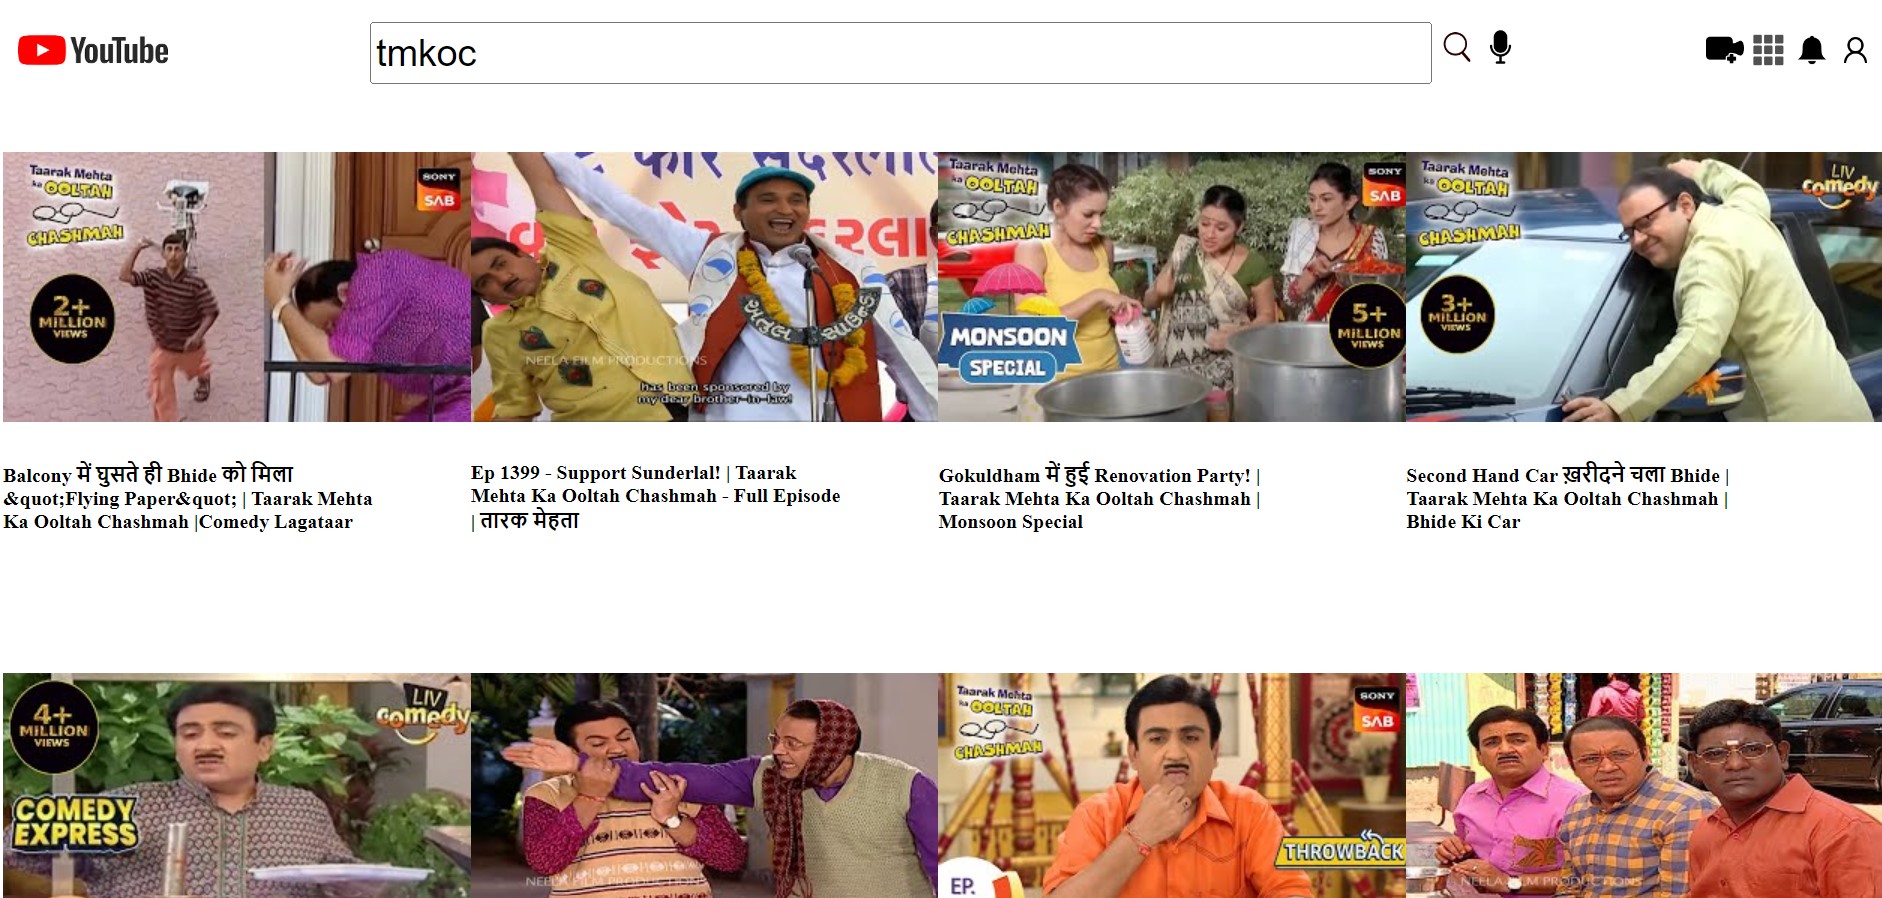 YouTube
tmkoc
Taarak Mehta
ka OOLTAH
CHASHMAH
2+
MILLION
VIEWS
SONY
SAB
NEELA FILM PRODUCTIONS
has been sponsored by
my dear brother-in-law!
Taarak Mehta
ka OOLTAH
CHASHMAH
SONY
SAB
MONSOON
SPECIAL
5+
MILLION
VIEWS
Taarak Mehta
ka OOLTAH
CHASHMAH
3+
MILLION
VIEWS
LIV
comedy
Balcony में घुसते ही Bhide को मिला
&quot;Flying Paper&quot; | Taarak Mehta
Ka Ooltah Chashmah |Comedy Lagataar
Ep 1399 - Support Sunderlal! | Taarak
Mehta Ka Ooltah Chashmah - Full Episode
| तारक मेहता
Gokuldham में हुई Renovation Party! |
Taarak Mehta Ka Ooltah Chashmah |
Monsoon Special
Second Hand Car ख़रीदने चला Bhide |
Taarak Mehta Ka Ooltah Chashmah |
Bhide Ki Car
4+
MILLION
VIEWS
LIV
comedy
COMEDY
EXPRESS
NEELA FILM PRODUCTIONS
Taarak Mehta
ka OOLTAH
CHASHMAH
SONY
SAB
THROWBACK
EP.
NEELA FILM PRODUCTIONS